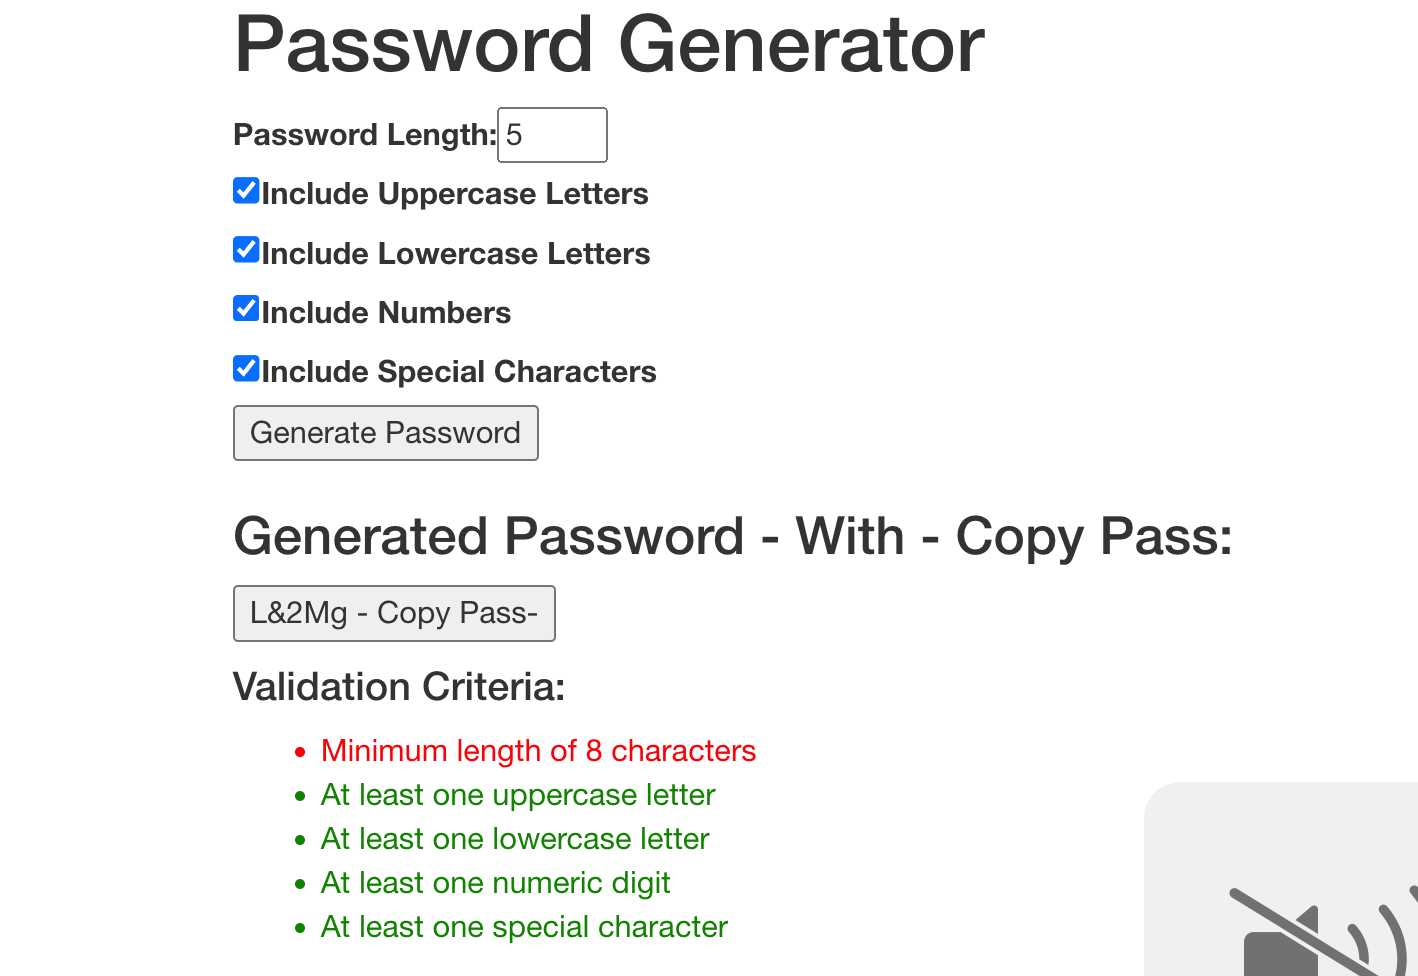 Password Generator
Password Length: 5
Include Uppercase Letters
Include Lowercase Letters
Include Numbers
Include Special Characters
Generate Password
Generated Password - With - Copy Pass:
L&2Mg - Copy Pass-
Validation Criteria:
Minimum length of 8 characters
At least one uppercase letter
At least one lowercase letter
At least one numeric digit
At least one special character